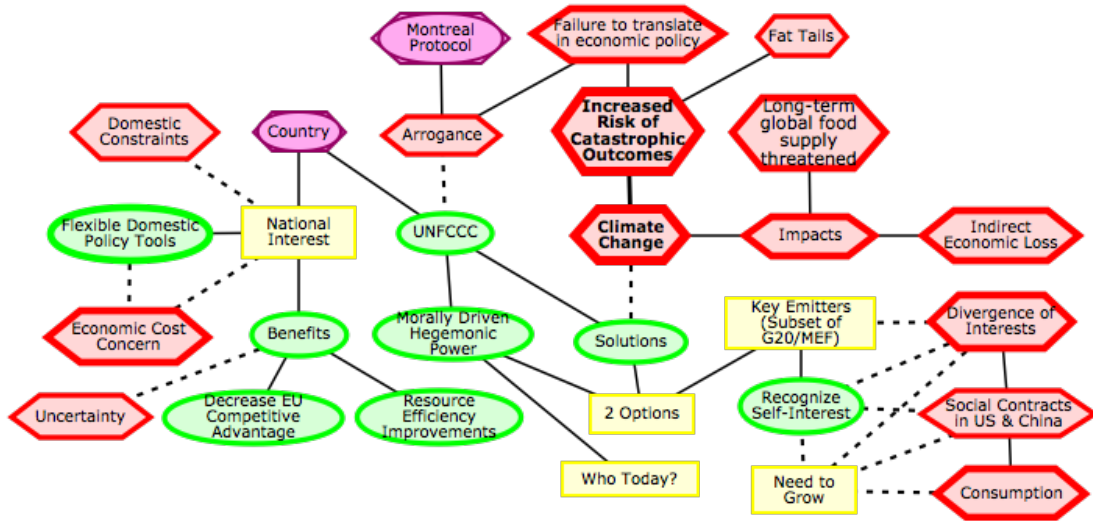 Montreal
Protocol
Failure to translate
in economic policy
Fat Tails
Domestic
Constraints
Country
Arrogance
Increased
Risk of
Catastrophic
Outcomes
Long-term
global food
supply
threatened
Flexible Domestic
Policy Tools
National
Interest
UNFCCC
Climate
Change
Impacts
Indirect
Economic Loss
Economic Cost
Concern
Benefits
Morally Driven
Hegemonic
Power
Solutions
Key Emitters
(Subset of
G20/MEF)
Divergence of
Interests
Uncertainty
Decrease EU
Competitive
Advantage
Resource
Efficiency
Improvements
2 Options
Recognize
Self-Interest
Social Contracts
in US & China
Who Today?
Need to
Grow
Consumption